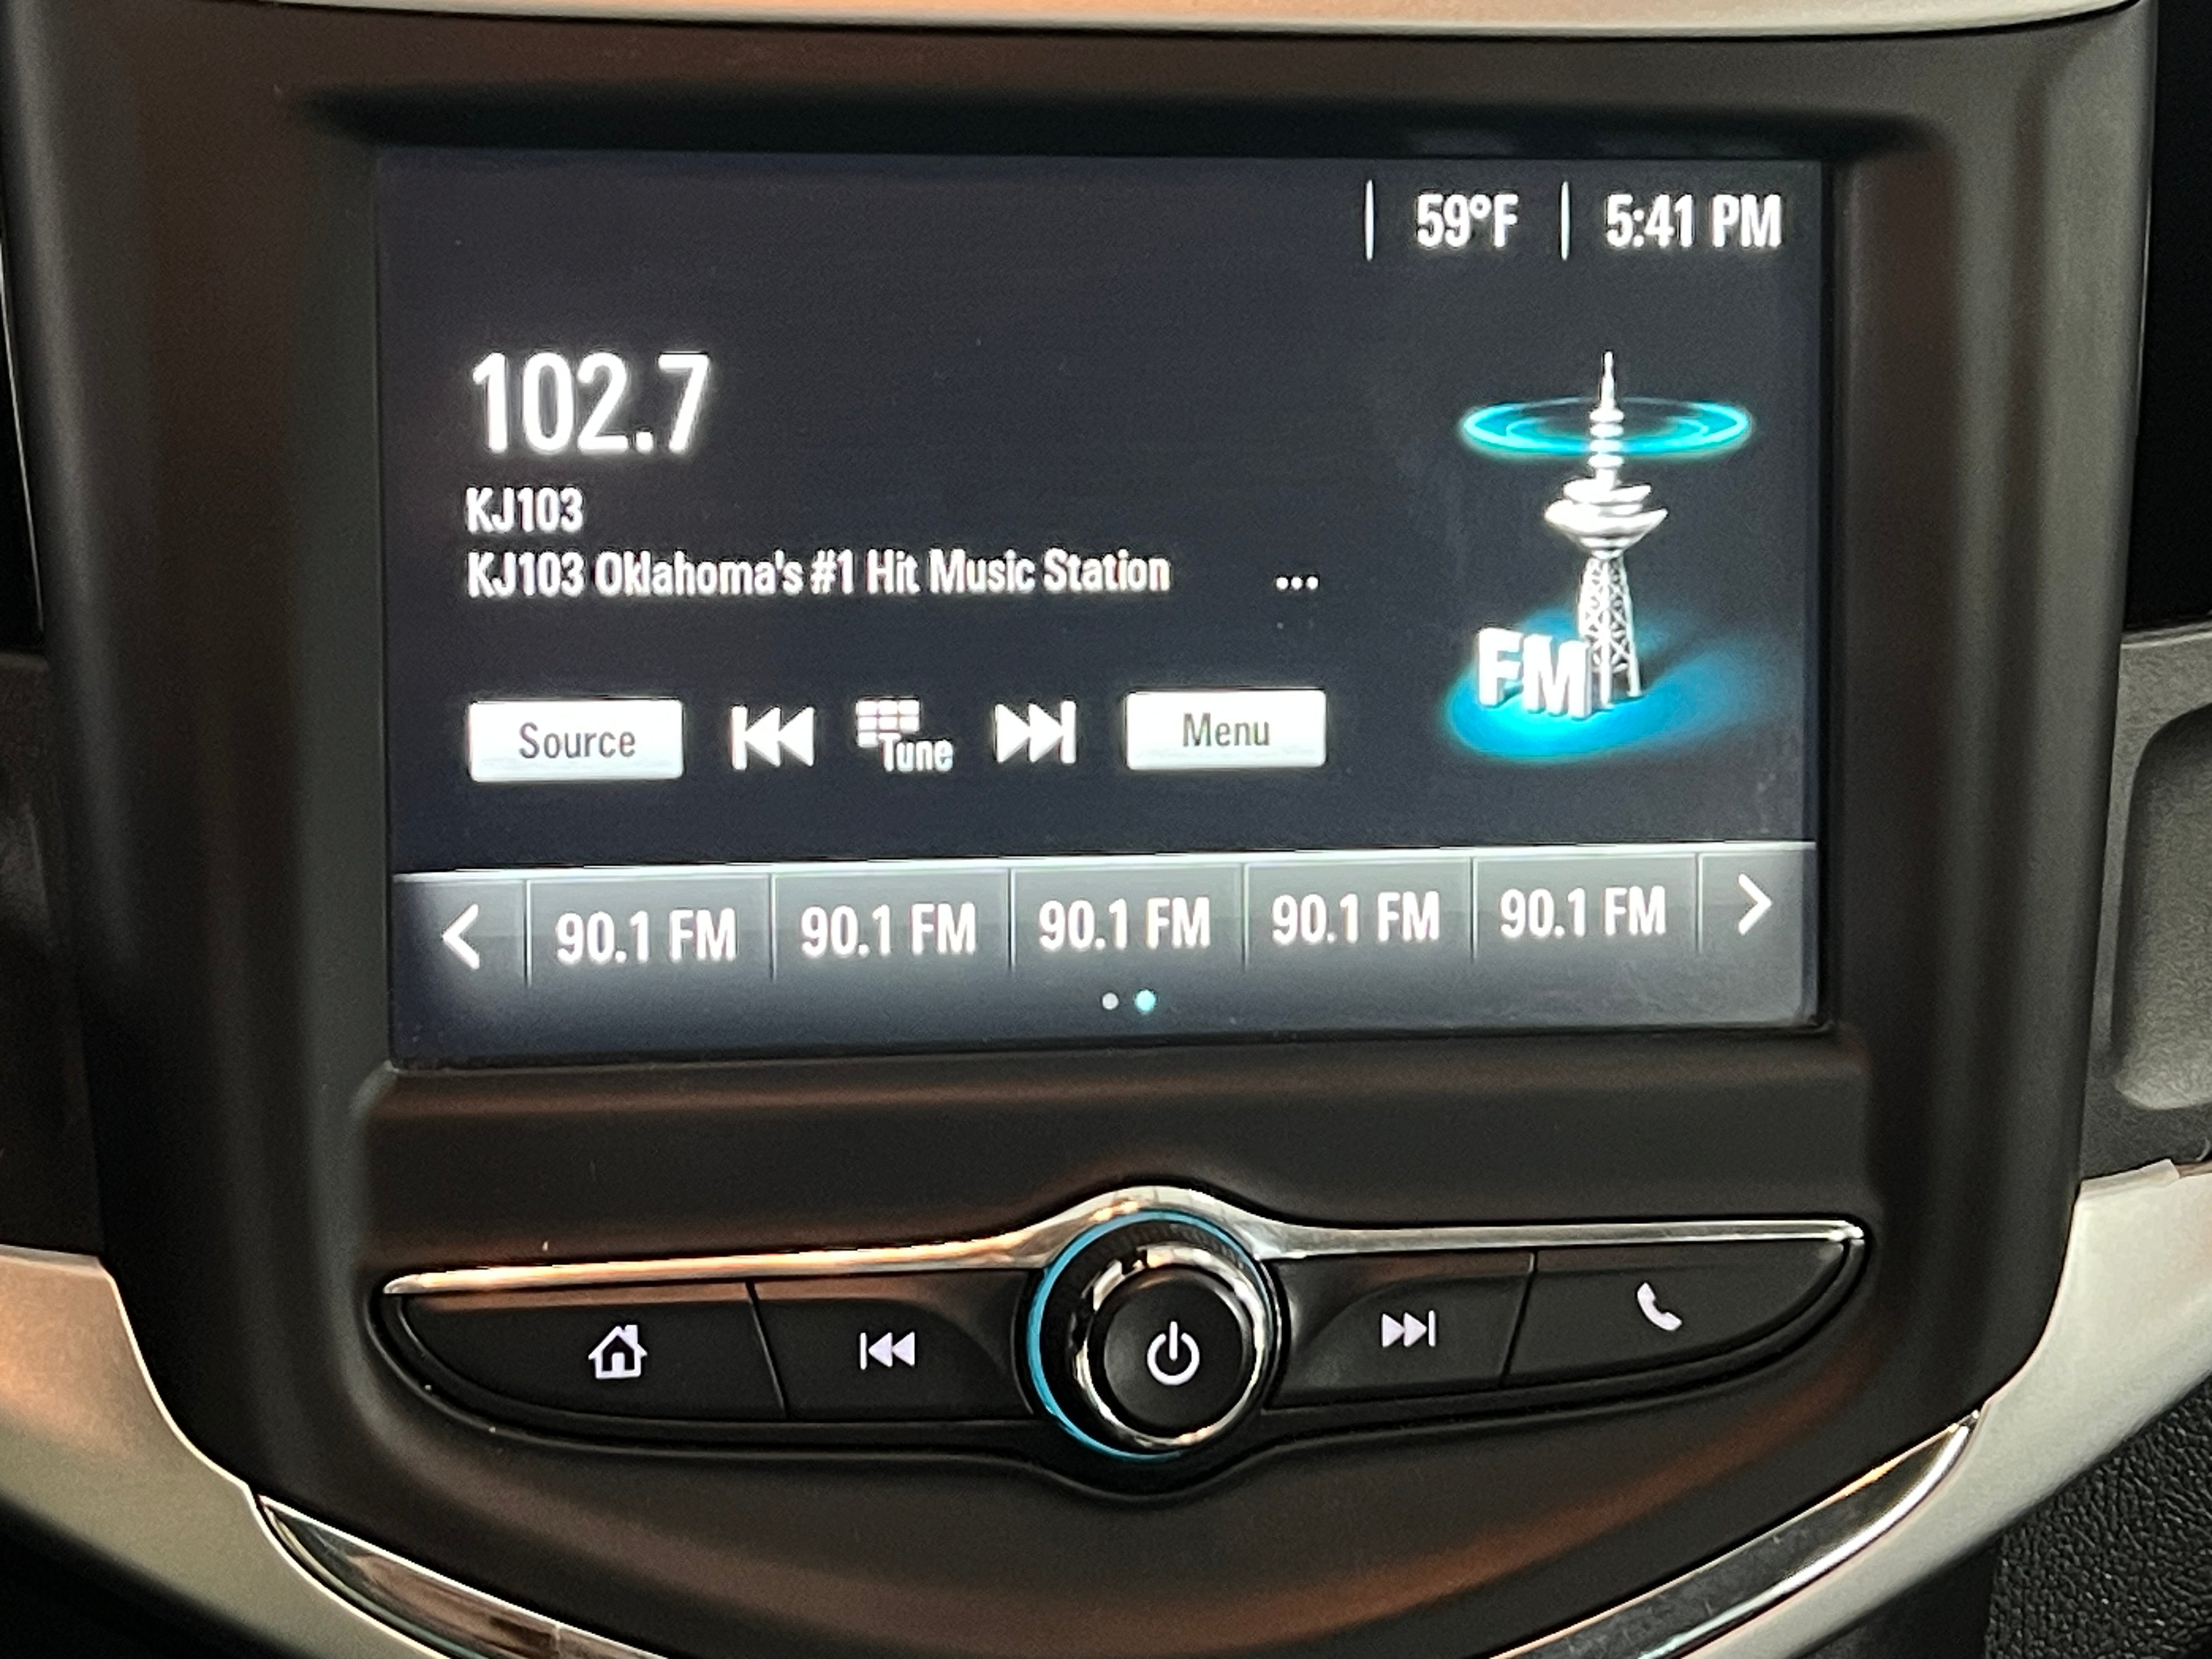 59°F 5:41 PM
102.7
KJ103
KJ103 Oklahoma's #1 Hit Music Station ...
FM
Source Tune Menu
90.1 FM 90.1 FM 90.1 FM 90.1 FM 90.1 FM